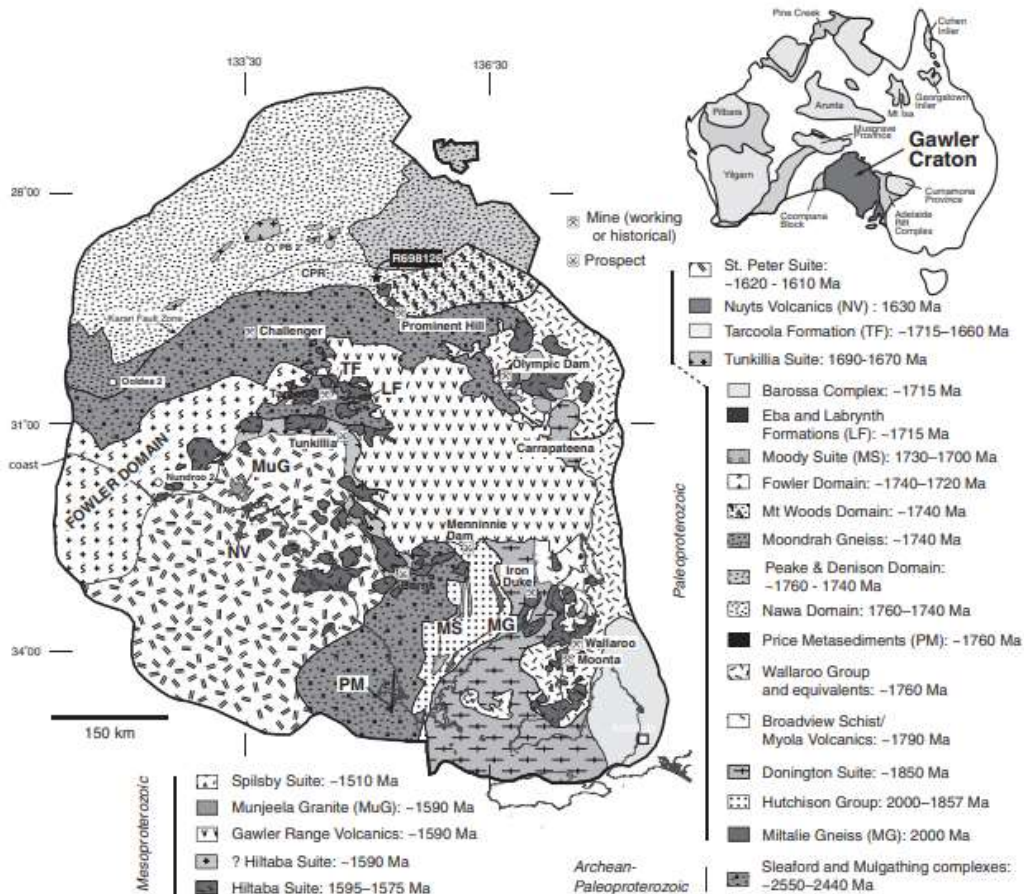 133˚30
136˚30
28˚00
31˚00
34˚00
coast
150 km
PB 2
CPR
R698126
Karari Fault Zone
Challenger
Prominent Hill
Ooldea 2
TF
LF
Olympic Dam
Tunkillia
Carrapateena
MuG
Nundroo 2
FOWLER DOMAIN
NV
Menninnie
Dam
Iron
Duke
MS
MG
Wallaroo
Moonta
PM
Pine Creek
Cohen
Inlier
Georgetown
Inlier
Mt Isa
Arunta
Pilbara
Musgrave
Province
Gawler
Craton
Yilgarn
Curnamona
Province
Coompana
Block
Adelaide
Rift
Complex
Mine (working
or historical)
Prospect
St. Peter Suite:
~1620 - 1610 Ma
Nuyts Volcanics (NV) : 1630 Ma
Tarcoola Formation (TF): ~1715–1660 Ma
Tunkillia Suite: 1690-1670 Ma
Paleoproterozoic
Barossa Complex: ~1715 Ma
Eba and Labrynth
Formations (LF): ~1715 Ma
Moody Suite (MS): 1730–1700 Ma
Fowler Domain: ~1740–1720 Ma
Mt Woods Domain: ~1740 Ma
Moondrah Gneiss: ~1740 Ma
Peake & Denison Domain:
~1760 - 1740 Ma
Nawa Domain: 1760–1740 Ma
Price Metasediments (PM): ~1760 Ma
Wallaroo Group
and equivalents: ~1760 Ma
Broadview Schist/
Myola Volcanics: ~1790 Ma
Donington Suite: ~1850 Ma
Hutchison Group: 2000–1857 Ma
Miltalie Gneiss (MG): 2000 Ma
Archean-
Paleoproterozoic
Sleaford and Mulgathing complexes:
~2550–2440 Ma
Mesoproterozoic
Spilsby Suite: ~1510 Ma
Munjeela Granite (MuG): ~1590 Ma
Gawler Range Volcanics: ~1590 Ma
? Hiltaba Suite: ~1590 Ma
Hiltaba Suite: 1595–1575 Ma